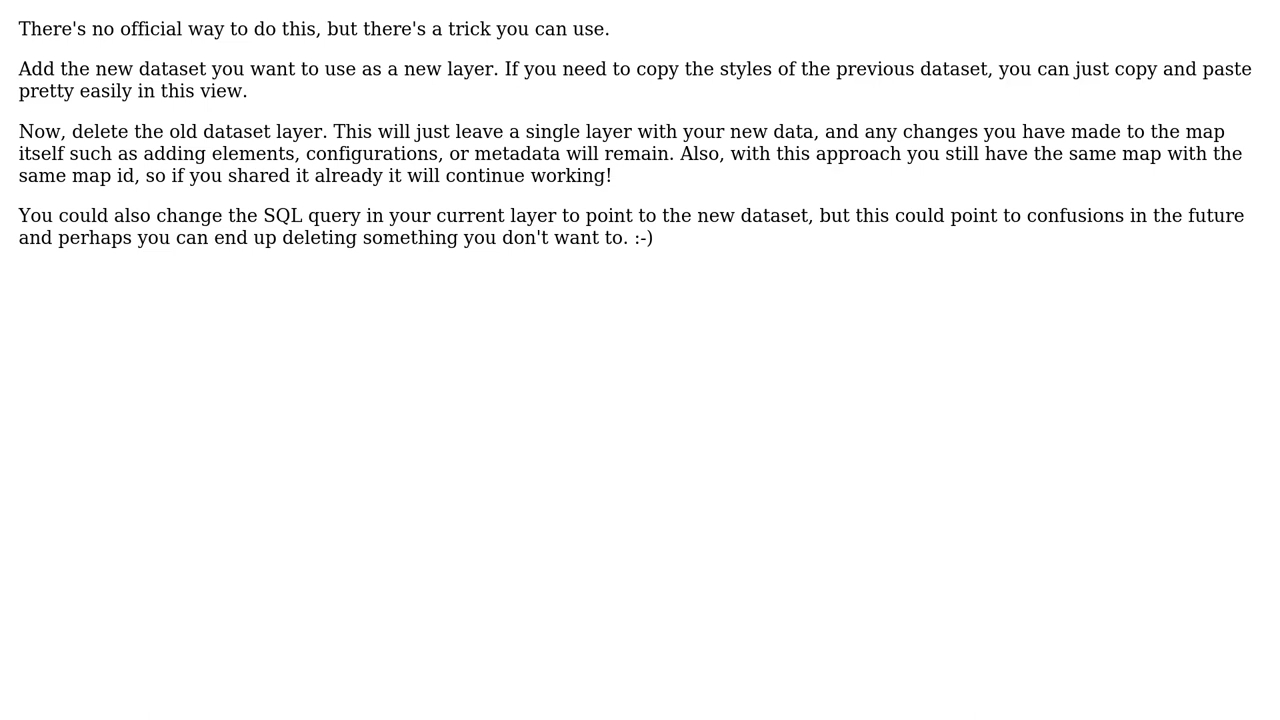 There's no official way to do this, but there's a trick you can use.
Add the new dataset you want to use as a new layer. If you need to copy the styles of the previous dataset, you can just copy and paste
pretty easily in this view.
Now, delete the old dataset layer. This will just leave a single layer with your new data, and any changes you have made to the map
itself such as adding elements, configurations, or metadata will remain. Also, with this approach you still have the same map with the
same map id, so if you shared it already it will continue working!
You could also change the SQL query in your current layer to point to the new dataset, but this could point to confusions in the future
and perhaps you can end up deleting something you don't want to. :-)